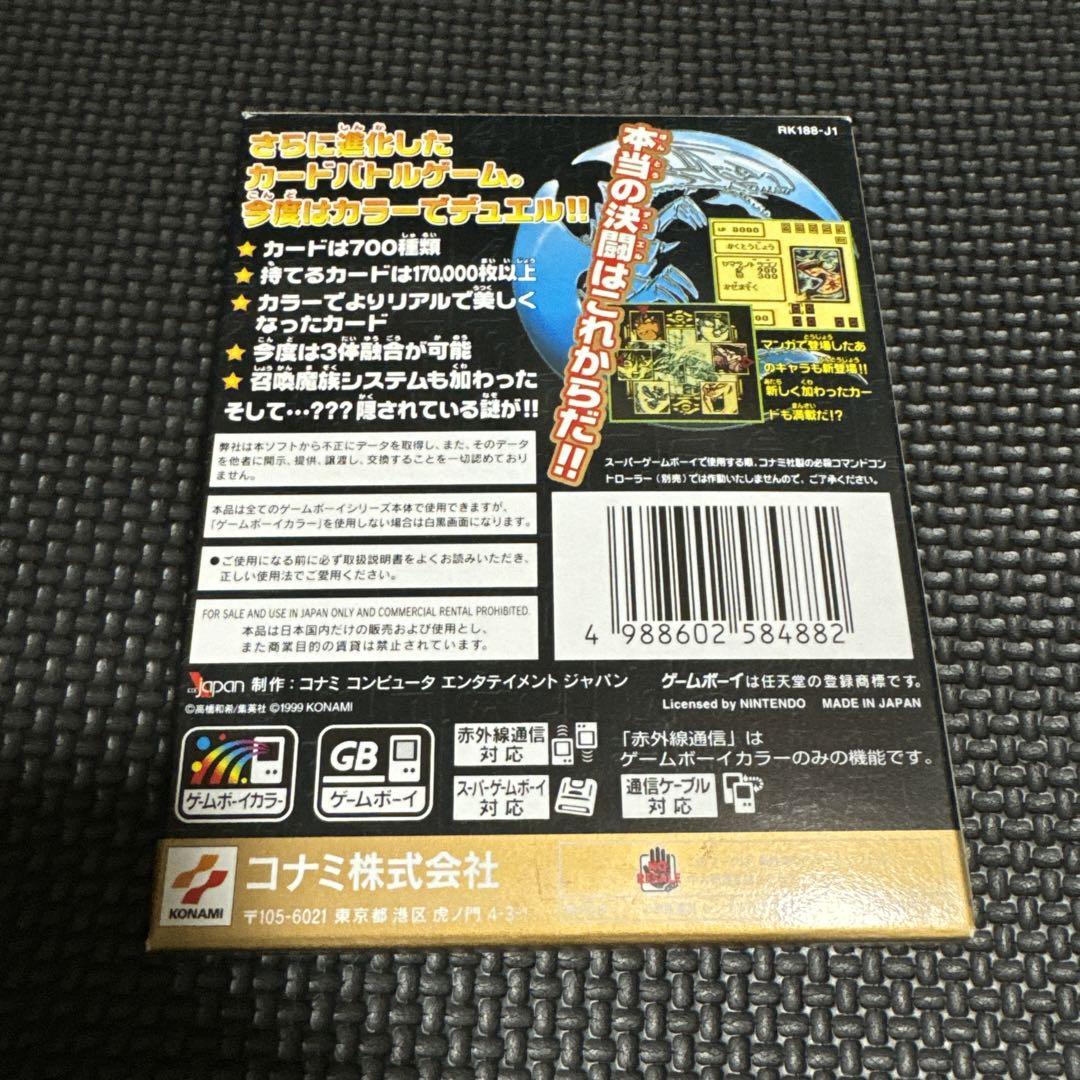 RK188-J1
さらに進化した
カードバトルゲーム。
今度はカラーでデュエル!!
★ カードは700種類
★ 持てるカードは170,000枚以上
★ カラーでよりリアルで美しく
なったカード
★ 今度は3体融合が可能
★ 召喚魔族システムも加わった
そして…???隠されている謎が!!
本当の決闘はこれからだ!!
かくとうじょう
マンガで登場したあ
のキャラも新登場!!
新しく加わったカー
ドも満載だ!?
スーパーゲームボーイで使用する際、コナミ社製の必殺コマンドコン
トローラー(別売)では作動いたしませんので、ご了承ください。
弊社は本ソフトから不正にデータを取得し、また、そのデータ
を他者に開示、提供、譲渡し、交換することを一切認めており
ません。
本品は全てのゲームボーイシリーズ本体で使用できますが、
「ゲームボーイカラー」を使用しない場合は白黒画面になります。
●ご使用になる前に必ず取扱説明書をよくお読みいただき、
正しい使用法でご愛用ください。
FOR SALE AND USE IN JAPAN ONLY AND COMMERCIAL RENTAL PROHIBITED.
本品は日本国内だけの販売および使用とし、
また商業目的の賃貸は禁止されています。
4 988602 584882
Japan 制作:コナミ コンピュータ エンタテイメント ジャパン
©高橋和希/集英社 ©1999 KONAMI
ゲームボーイは任天堂の登録商標です。
Licensed by NINTENDO MADE IN JAPAN
ゲームボーイカラー
GB
ゲームボーイ
赤外線通信
対応
スーパーゲームボーイ
対応
「赤外線通信」は
ゲームボーイカラーのみの機能です。
通信ケーブル
対応
KONAMI
コナミ株式会社
〒105-6021 東京都 港区 虎ノ門 4-3-1